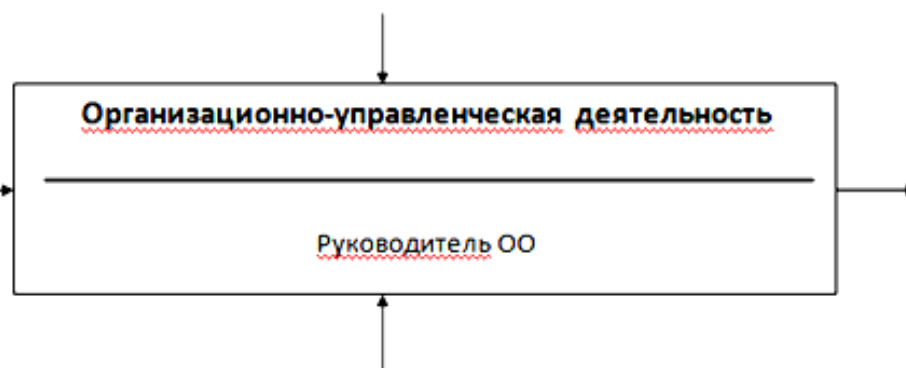 Организационно-управленческая деятельность
Руководитель ОО